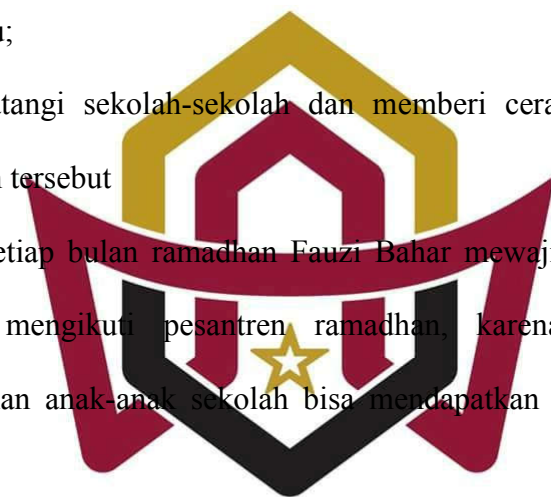 u;
tangi sekolah-sekolah dan memberi cera
n tersebut
etiap bulan ramadhan Fauzi Bahar mewaji
mengikuti pesantren ramadhan, karena
an anak-anak sekolah bisa mendapatkan